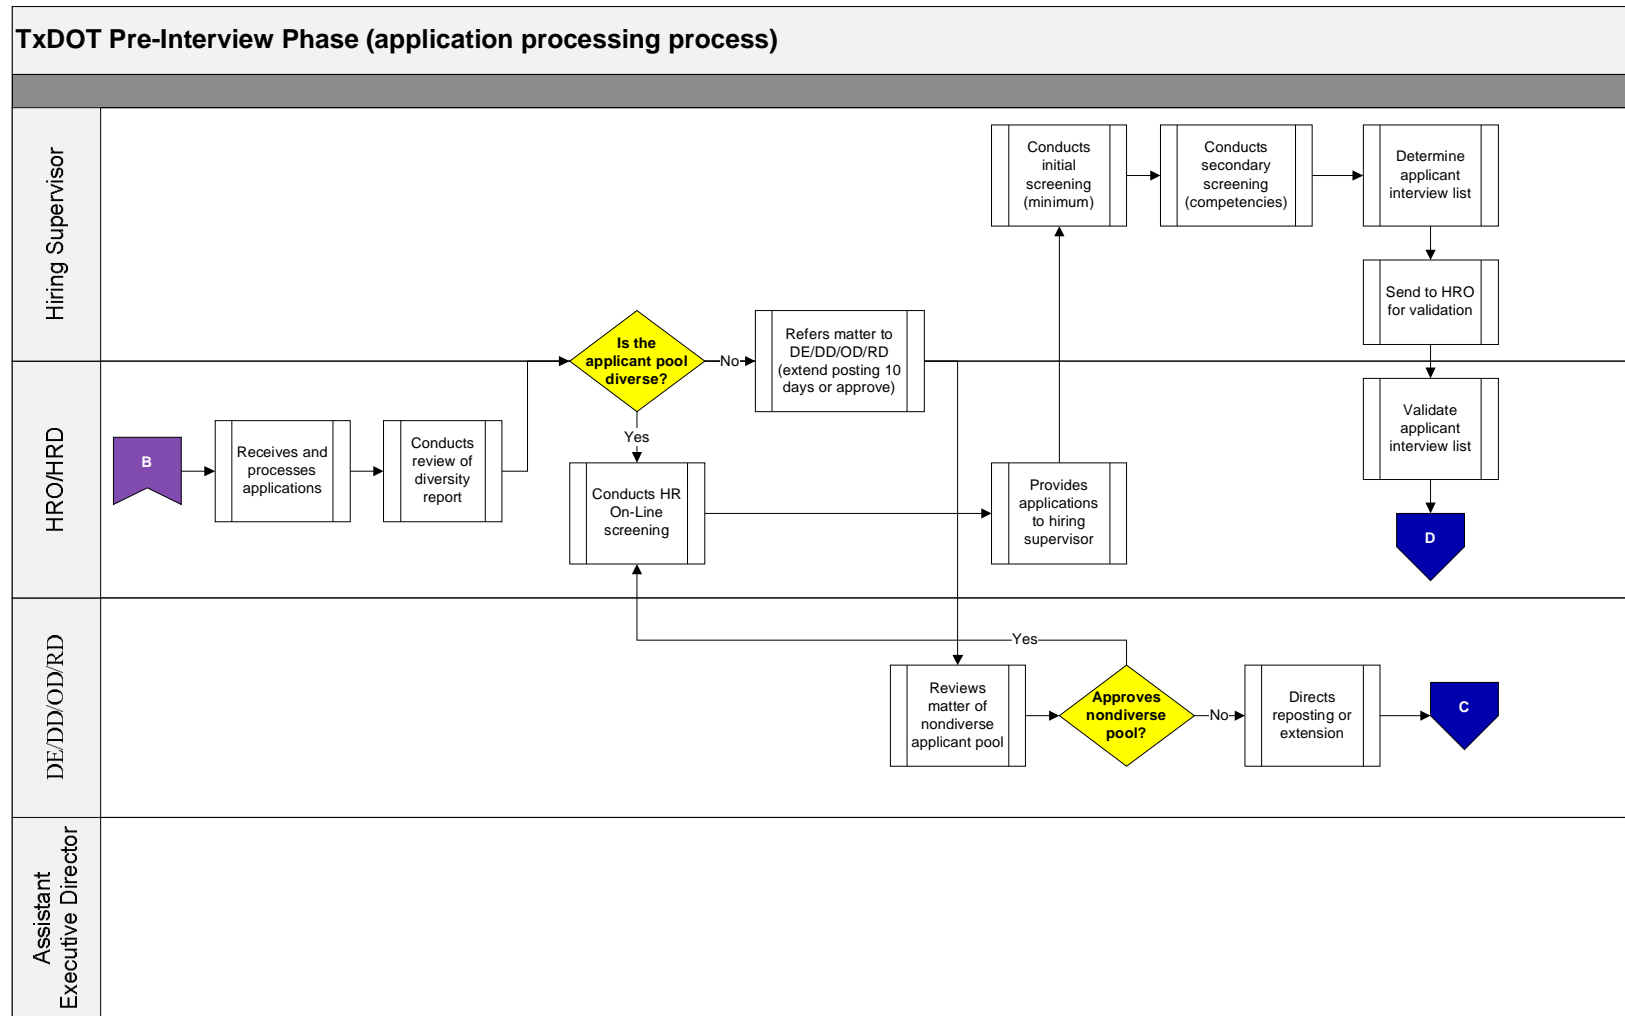 TxDOT Pre-Interview Phase (application processing process)
Hiring Supervisor
Conducts
initial
screening
(minimum)
Conducts
secondary
screening
(competencies)
Determine
applicant
interview list
Send to HRO
for validation
Is the
applicant pool
diverse?
No
Refers matter to
DE/DD/OD/RD
(extend posting 10
days or approve)
HRO/HRD
B
Receives and
processes
applications
Conducts
review of
diversity
report
Yes
Conducts HR
On-Line
screening
Provides
applications
to hiring
supervisor
Validate
applicant
interview list
D
DE/DD/OD/RD
Yes
Reviews
matter of
nondiverse
applicant pool
Approves
nondiverse
pool?
No
Directs
reposting or
extension
C
Assistant
Executive Director